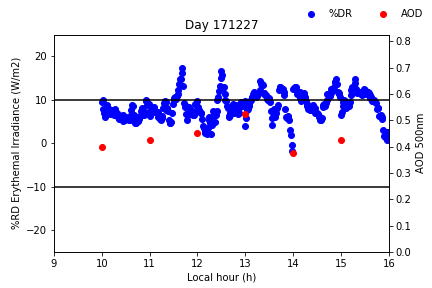 %DR AOD
Day 171227
%RD Erythermal Irradiance (W/m2)
20
10
0
−10
−20
0.8
0.7
0.6
0.5
0.4
0.3
0.2
0.1
0.0
AOD 500nm
9 10 11 12 13 14 15 16
Local hour (h)